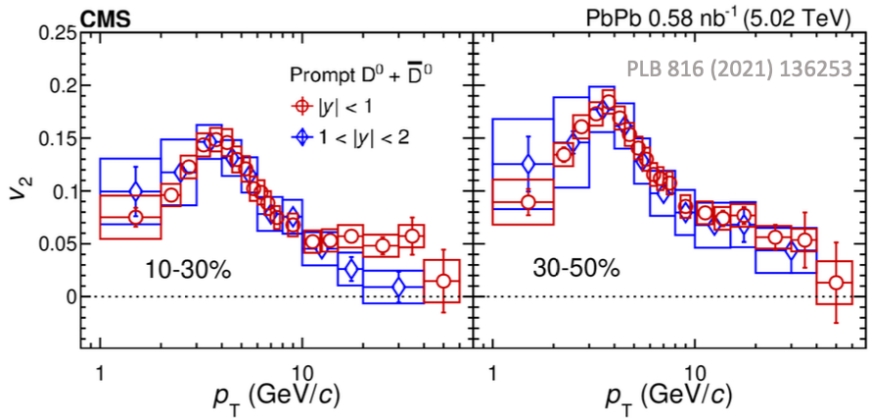 CMS
PbPb 0.58 nb⁻¹ (5.02 TeV)
PLB 816 (2021) 136253
Prompt D⁰ + D̅⁰
|y| < 1
1 < |y| < 2
v₂
0.25
0.2
0.15
0.1
0.05
0
10-30%
30-50%
1
10
1
10
p_T (GeV/c)
p_T (GeV/c)